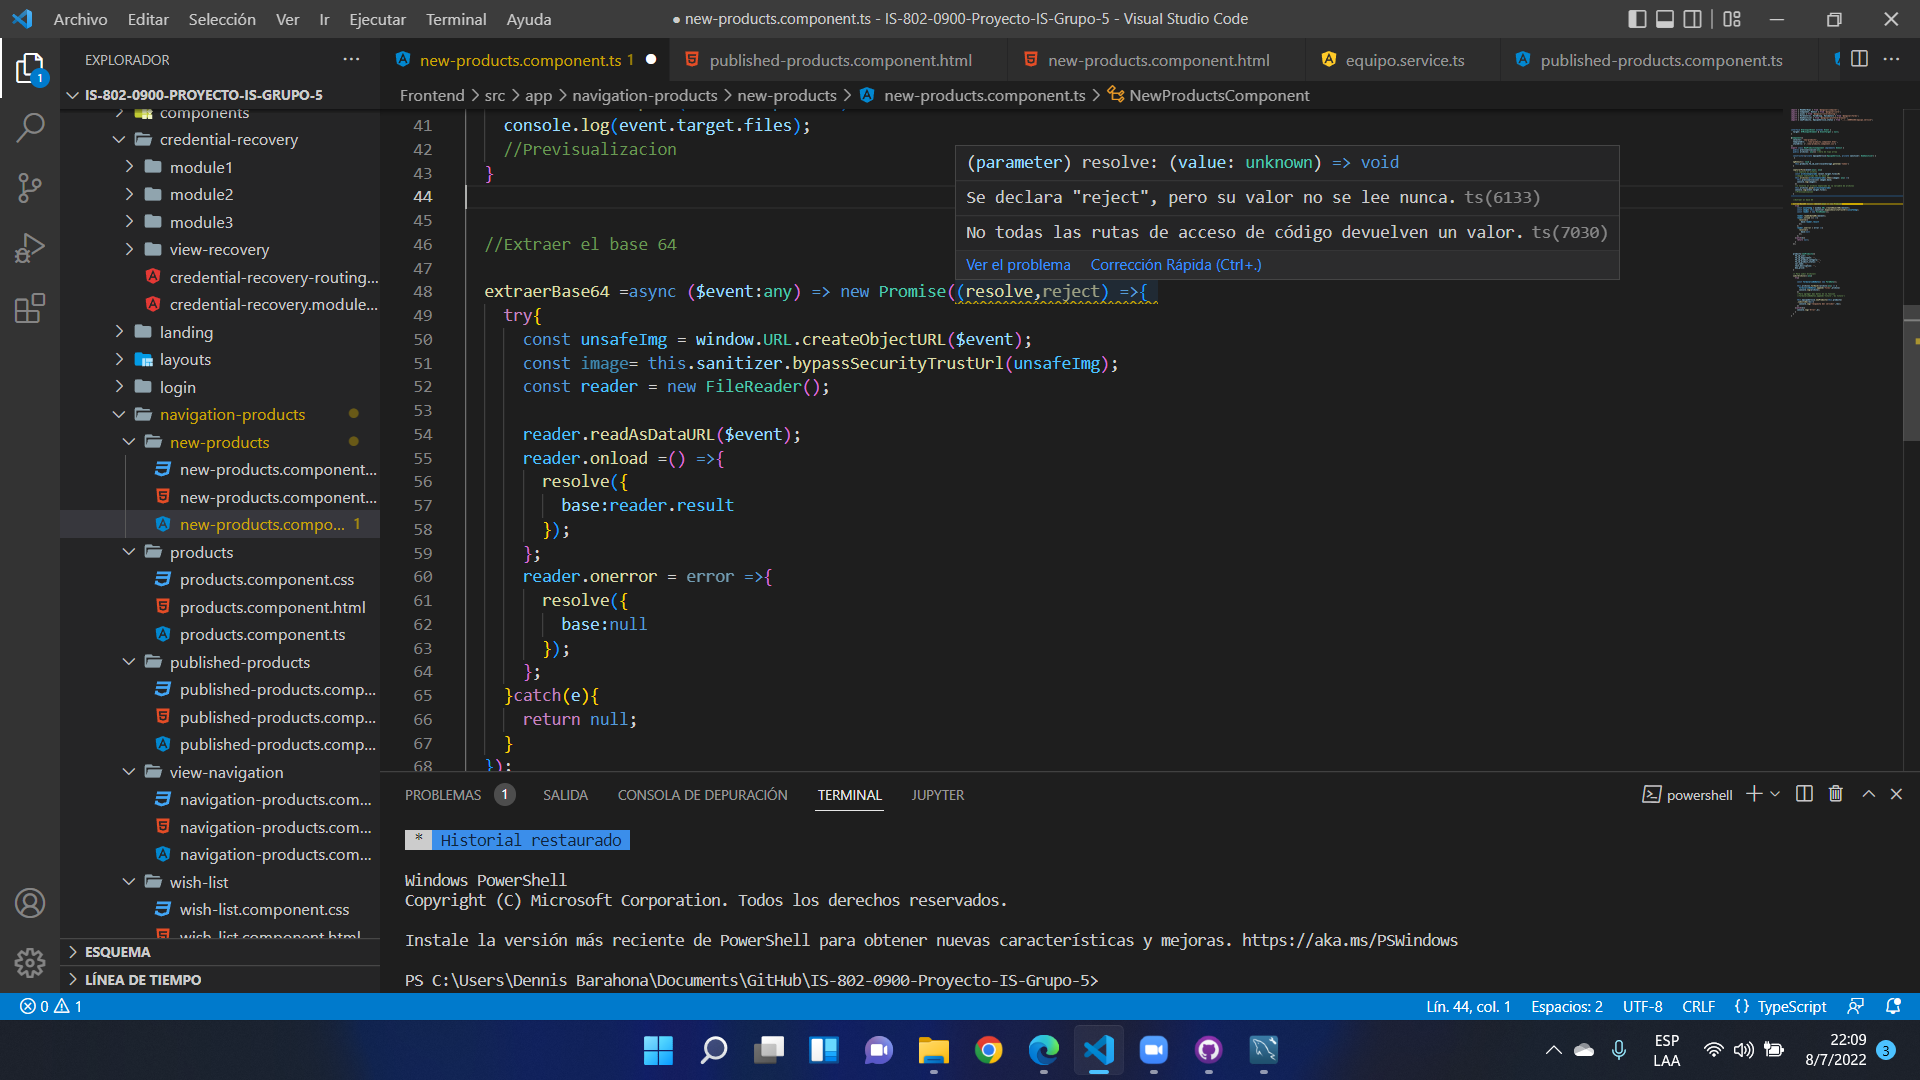 Archivo Editar Selección Ver Ir Ejecutar Terminal Ayuda
● new-products.component.ts - IS-802-0900-Proyecto-IS-Grupo-5 - Visual Studio Code
1
EXPLORADOR
IS-802-0900-PROYECTO-IS-GRUPO-5
components
credential-recovery
module1
module2
module3
view-recovery
credential-recovery-routing...
credential-recovery.module...
landing
layouts
login
navigation-products
new-products
new-products.component...
new-products.component...
new-products.compo... 1
products
products.component.css
products.component.html
products.component.ts
published-products
published-products.comp...
published-products.comp...
published-products.comp...
view-navigation
navigation-products.com...
navigation-products.com...
navigation-products.com...
wish-list
wish-list.component.css
wish-list.component.html
ESQUEMA
LÍNEA DE TIEMPO
new-products.component.ts 1 ●
published-products.component.html
new-products.component.html
equipo.service.ts
published-products.component.ts
Frontend > src > app > navigation-products > new-products > new-products.component.ts > NewProductsComponent
41 console.log(event.target.files);
42 //Previsualizacion
43 }
44
45
46 //Extraer el base 64
47
48 extraerBase64 =async ($event:any) => new Promise((resolve,reject) =>{
49 try{
50 const unsafeImg = window.URL.createObjectURL($event);
51 const image= this.sanitizer.bypassSecurityTrustUrl(unsafeImg);
52 const reader = new FileReader();
53
54 reader.readAsDataURL($event);
55 reader.onload =() =>{
56 resolve({
57 base:reader.result
58 });
59 };
60 reader.onerror = error =>{
61 resolve({
62 base:null
63 });
64 };
65 }catch(e){
66 return null;
67 }
68 });
(parameter) resolve: (value: unknown) => void
Se declara "reject", pero su valor no se lee nunca. ts(6133)
No todas las rutas de acceso de código devuelven un valor. ts(7030)
Ver el problema Corrección Rápida (Ctrl+.)
PROBLEMAS 1 SALIDA CONSOLA DE DEPURACIÓN TERMINAL JUPYTER
powershell
* Historial restaurado
Windows PowerShell
Copyright (C) Microsoft Corporation. Todos los derechos reservados.
Instale la versión más reciente de PowerShell para obtener nuevas características y mejoras. https://aka.ms/PSWindows
PS C:\Users\Dennis Barahona\Documents\GitHub\IS-802-0900-Proyecto-IS-Grupo-5>
0 1
Lín. 44, col. 1 Espacios: 2 UTF-8 CRLF {} TypeScript
ESP
LAA
22:09
8/7/2022
3